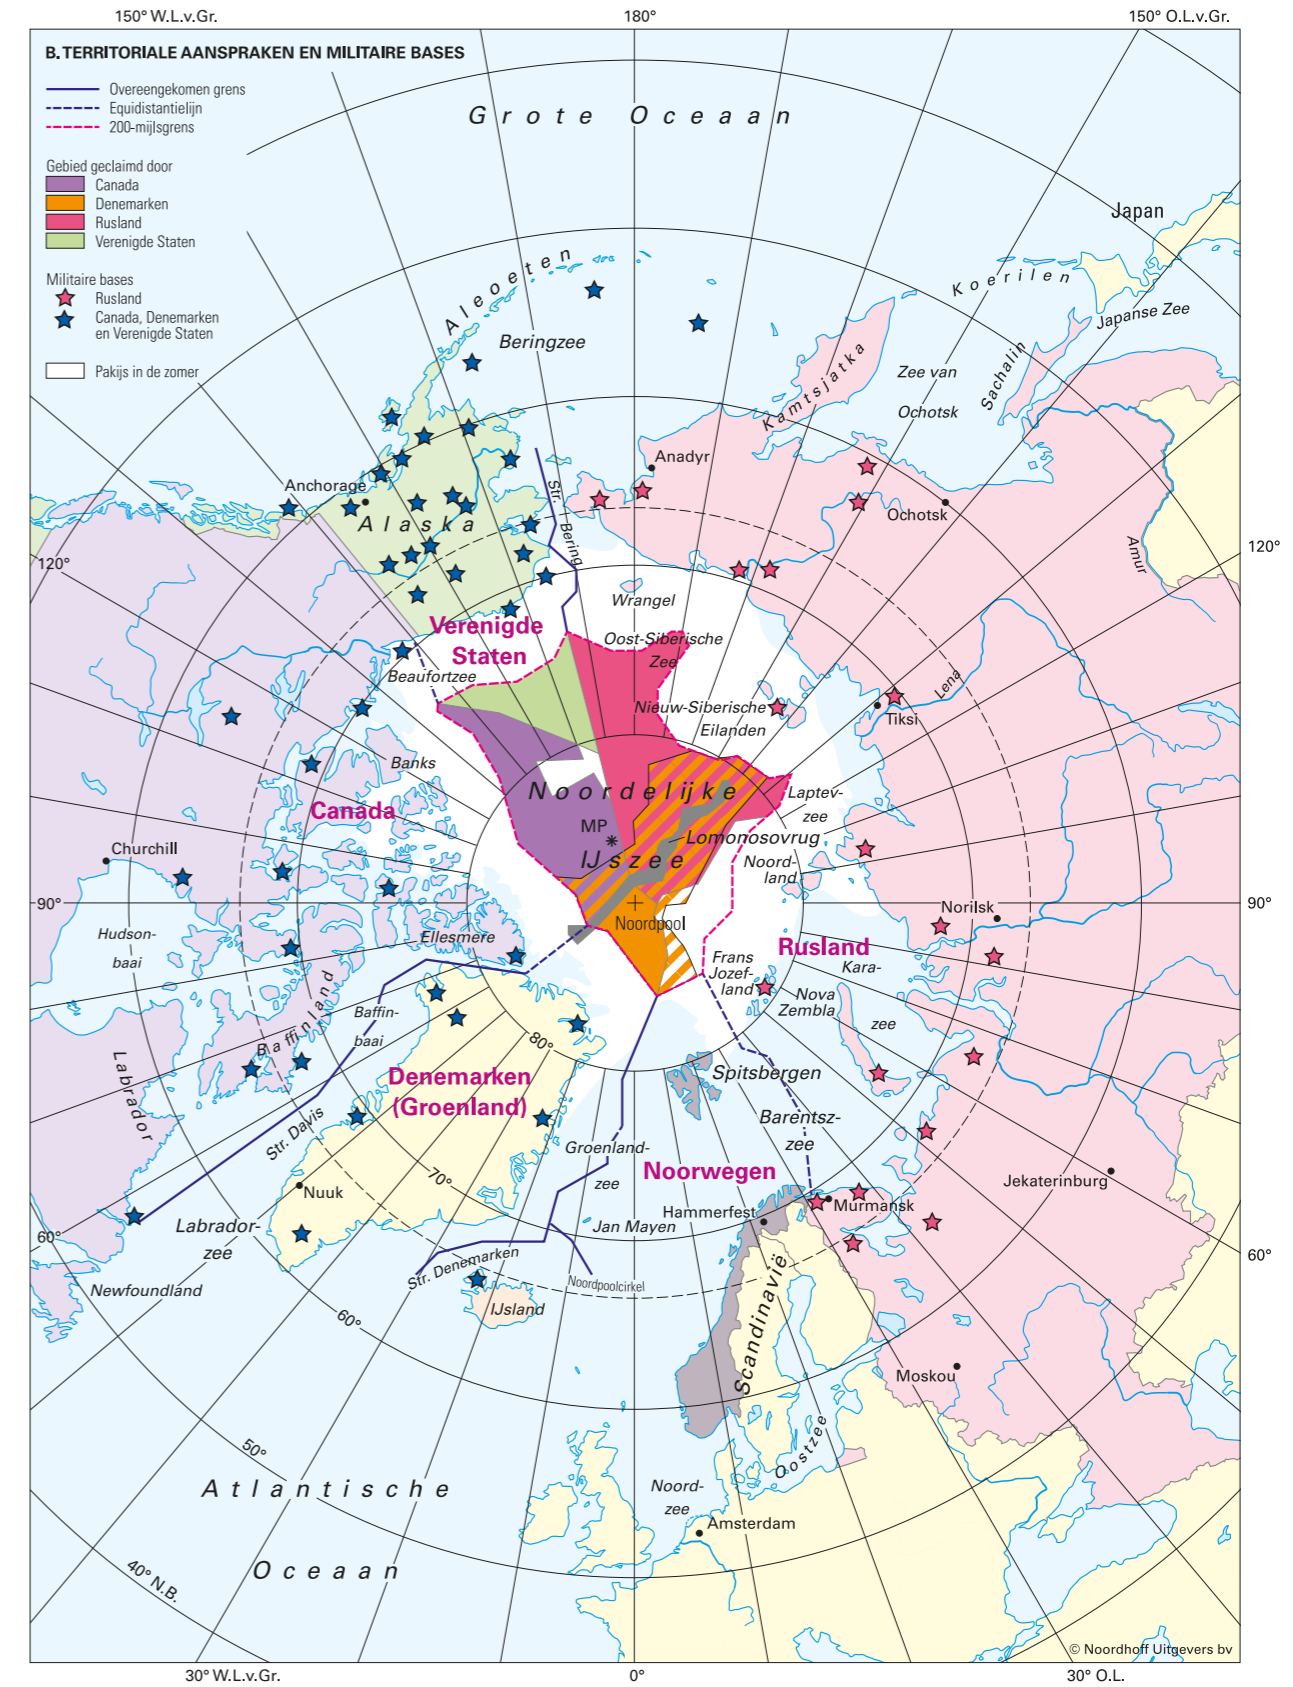 150° W.L.v.Gr.
180°
150° O.L.v.Gr.
B. TERRITORIALE AANSPRAKEN EN MILITAIRE BASES
Overeengekomen grens
Equidistantielijn
200-mijlsgrens
Gebied geclaimd door
Canada
Denemarken
Rusland
Verenigde Staten
Militaire bases
Rusland
Canada, Denemarken
en Verenigde Staten
Pakijs in de zomer
Grote Oceaan
Japan
Koerilen
Japanse Zee
Aleoeten
Beringzee
Kamtsjatka
Zee van
Ochotsk
Sachalin
Anadyr
Anchorage
Alaska
Str.
Bering
Ochotsk
Amur
120°
120°
Wrangel
Verenigde
Staten
Oost-Siberische
Zee
Beaufortzee
Nieuw-Siberische
Eilanden
Lena
Tiksi
Banks
Noordelijke
Laptev-
zee
Canada
MP
Lomonosovrug
IJszee
Churchill
Noord-
land
90°
90°
Norilsk
Noordpool
Hudson-
baai
Ellesmere
Rusland
Frans
Jozef-
land
Kara-
zee
Nova
Zembla
Baffinland
Baffin-
baai
80°
Labrador
Denemarken
(Groenland)
Spitsbergen
Str. Davis
Barentsz-
zee
Groenland-
zee
Noorwegen
70°
Nuuk
Jekaterinburg
Hammerfest
Murmansk
Labrador-
zee
Jan Mayen
60°
60°
Str. Denemarken
Noordpoolcirkel
Newfoundland
IJsland
60°
Scandinavië
Moskou
50°
Oostzee
Atlantische
Oceaan
Noord-
zee
Amsterdam
40° N.B.
© Noordhoff Uitgevers bv
30° W.L.v.Gr.
0°
30° O.L.